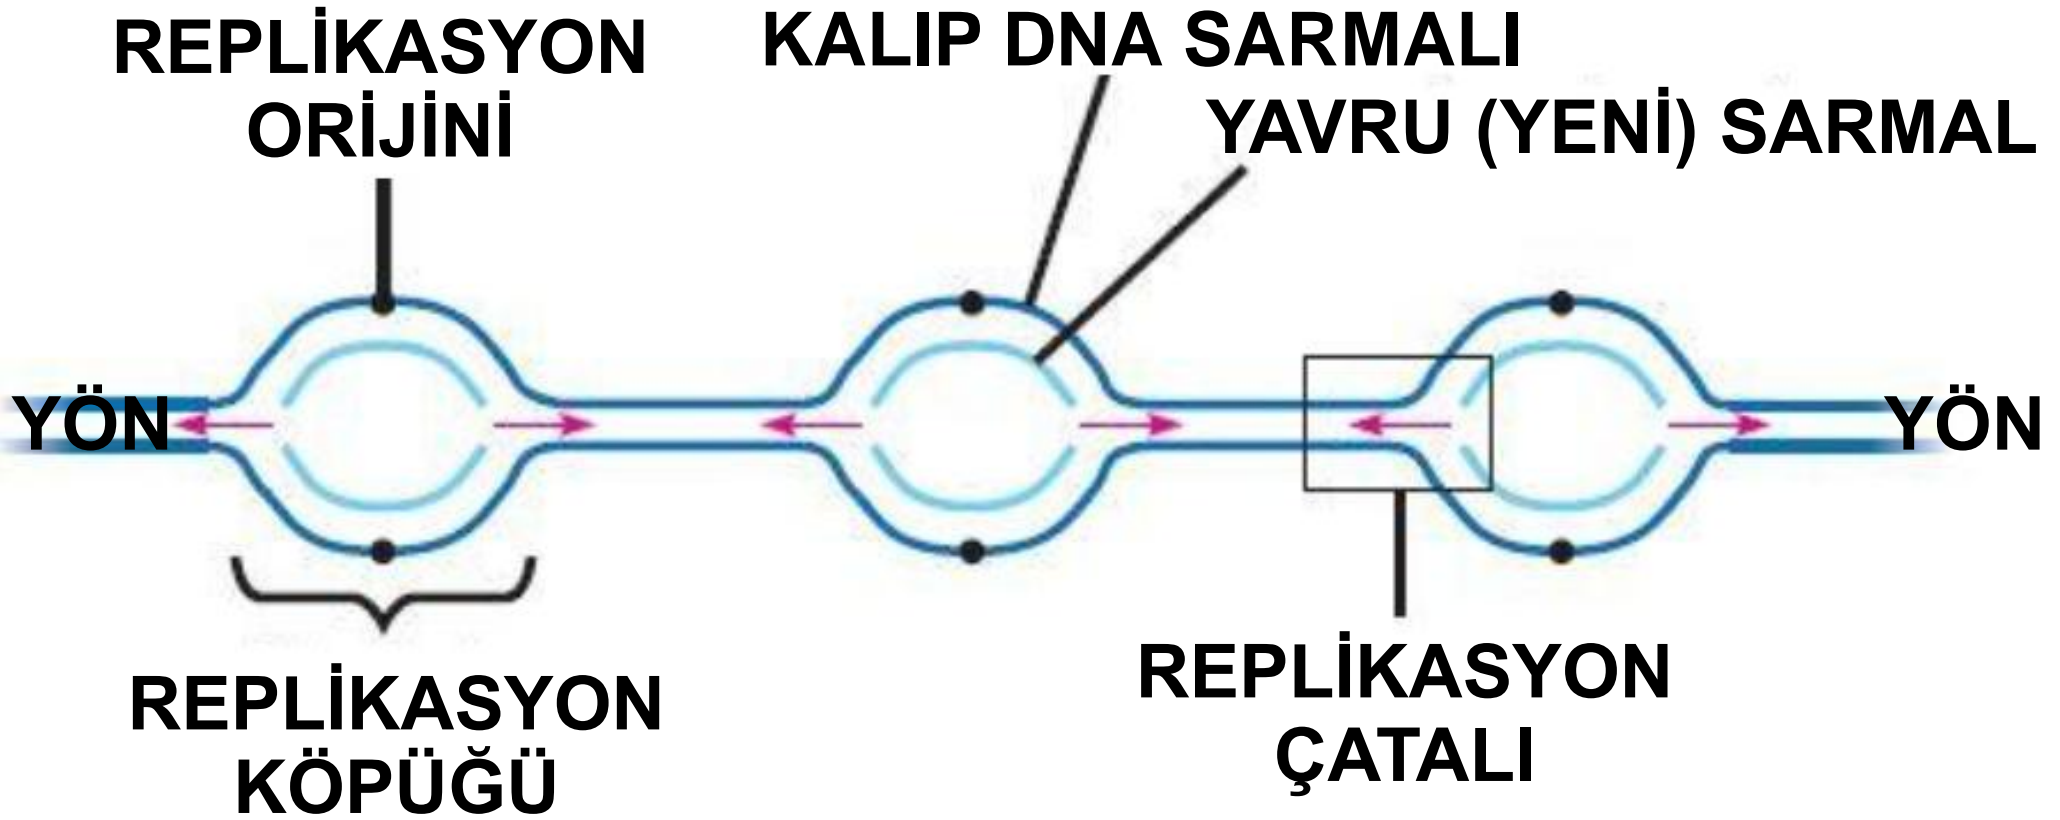 REPLİKASYON
ORİJİNİ
KALIP DNA SARMALI
YAVRU (YENİ) SARMAL
YÖN
YÖN
REPLİKASYON
KÖPÜĞÜ
REPLİKASYON
ÇATALI